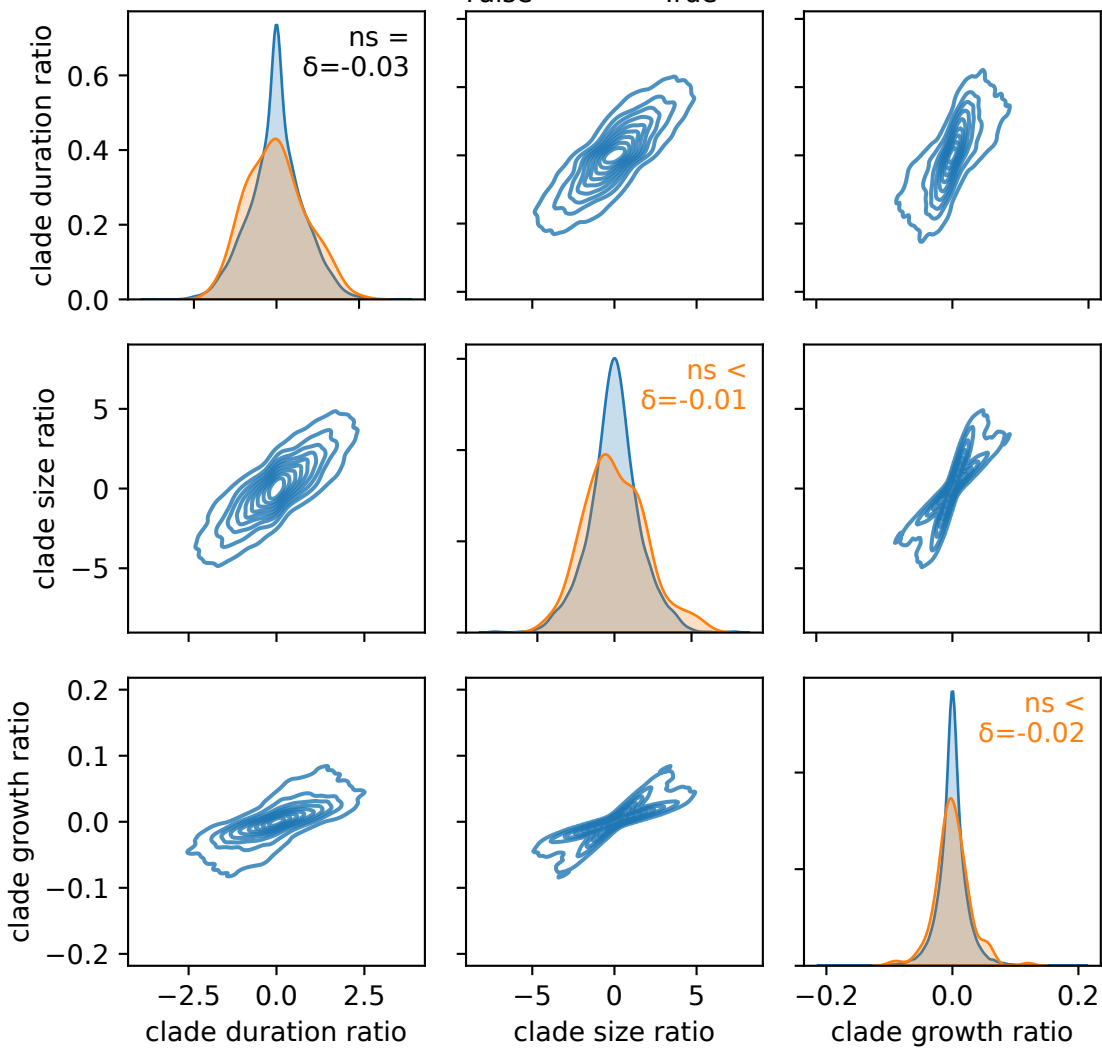 clade duration ratio
0.6
0.4
0.2
0.0
ns =
δ=-0.03
clade size ratio
5
0
−5
ns <
δ=-0.01
clade growth ratio
0.2
0.1
0.0
−0.1
−0.2
ns <
δ=-0.02
−2.5 0.0 2.5
−5 0 5
−0.2 0.0 0.2
clade duration ratio
clade size ratio
clade growth ratio